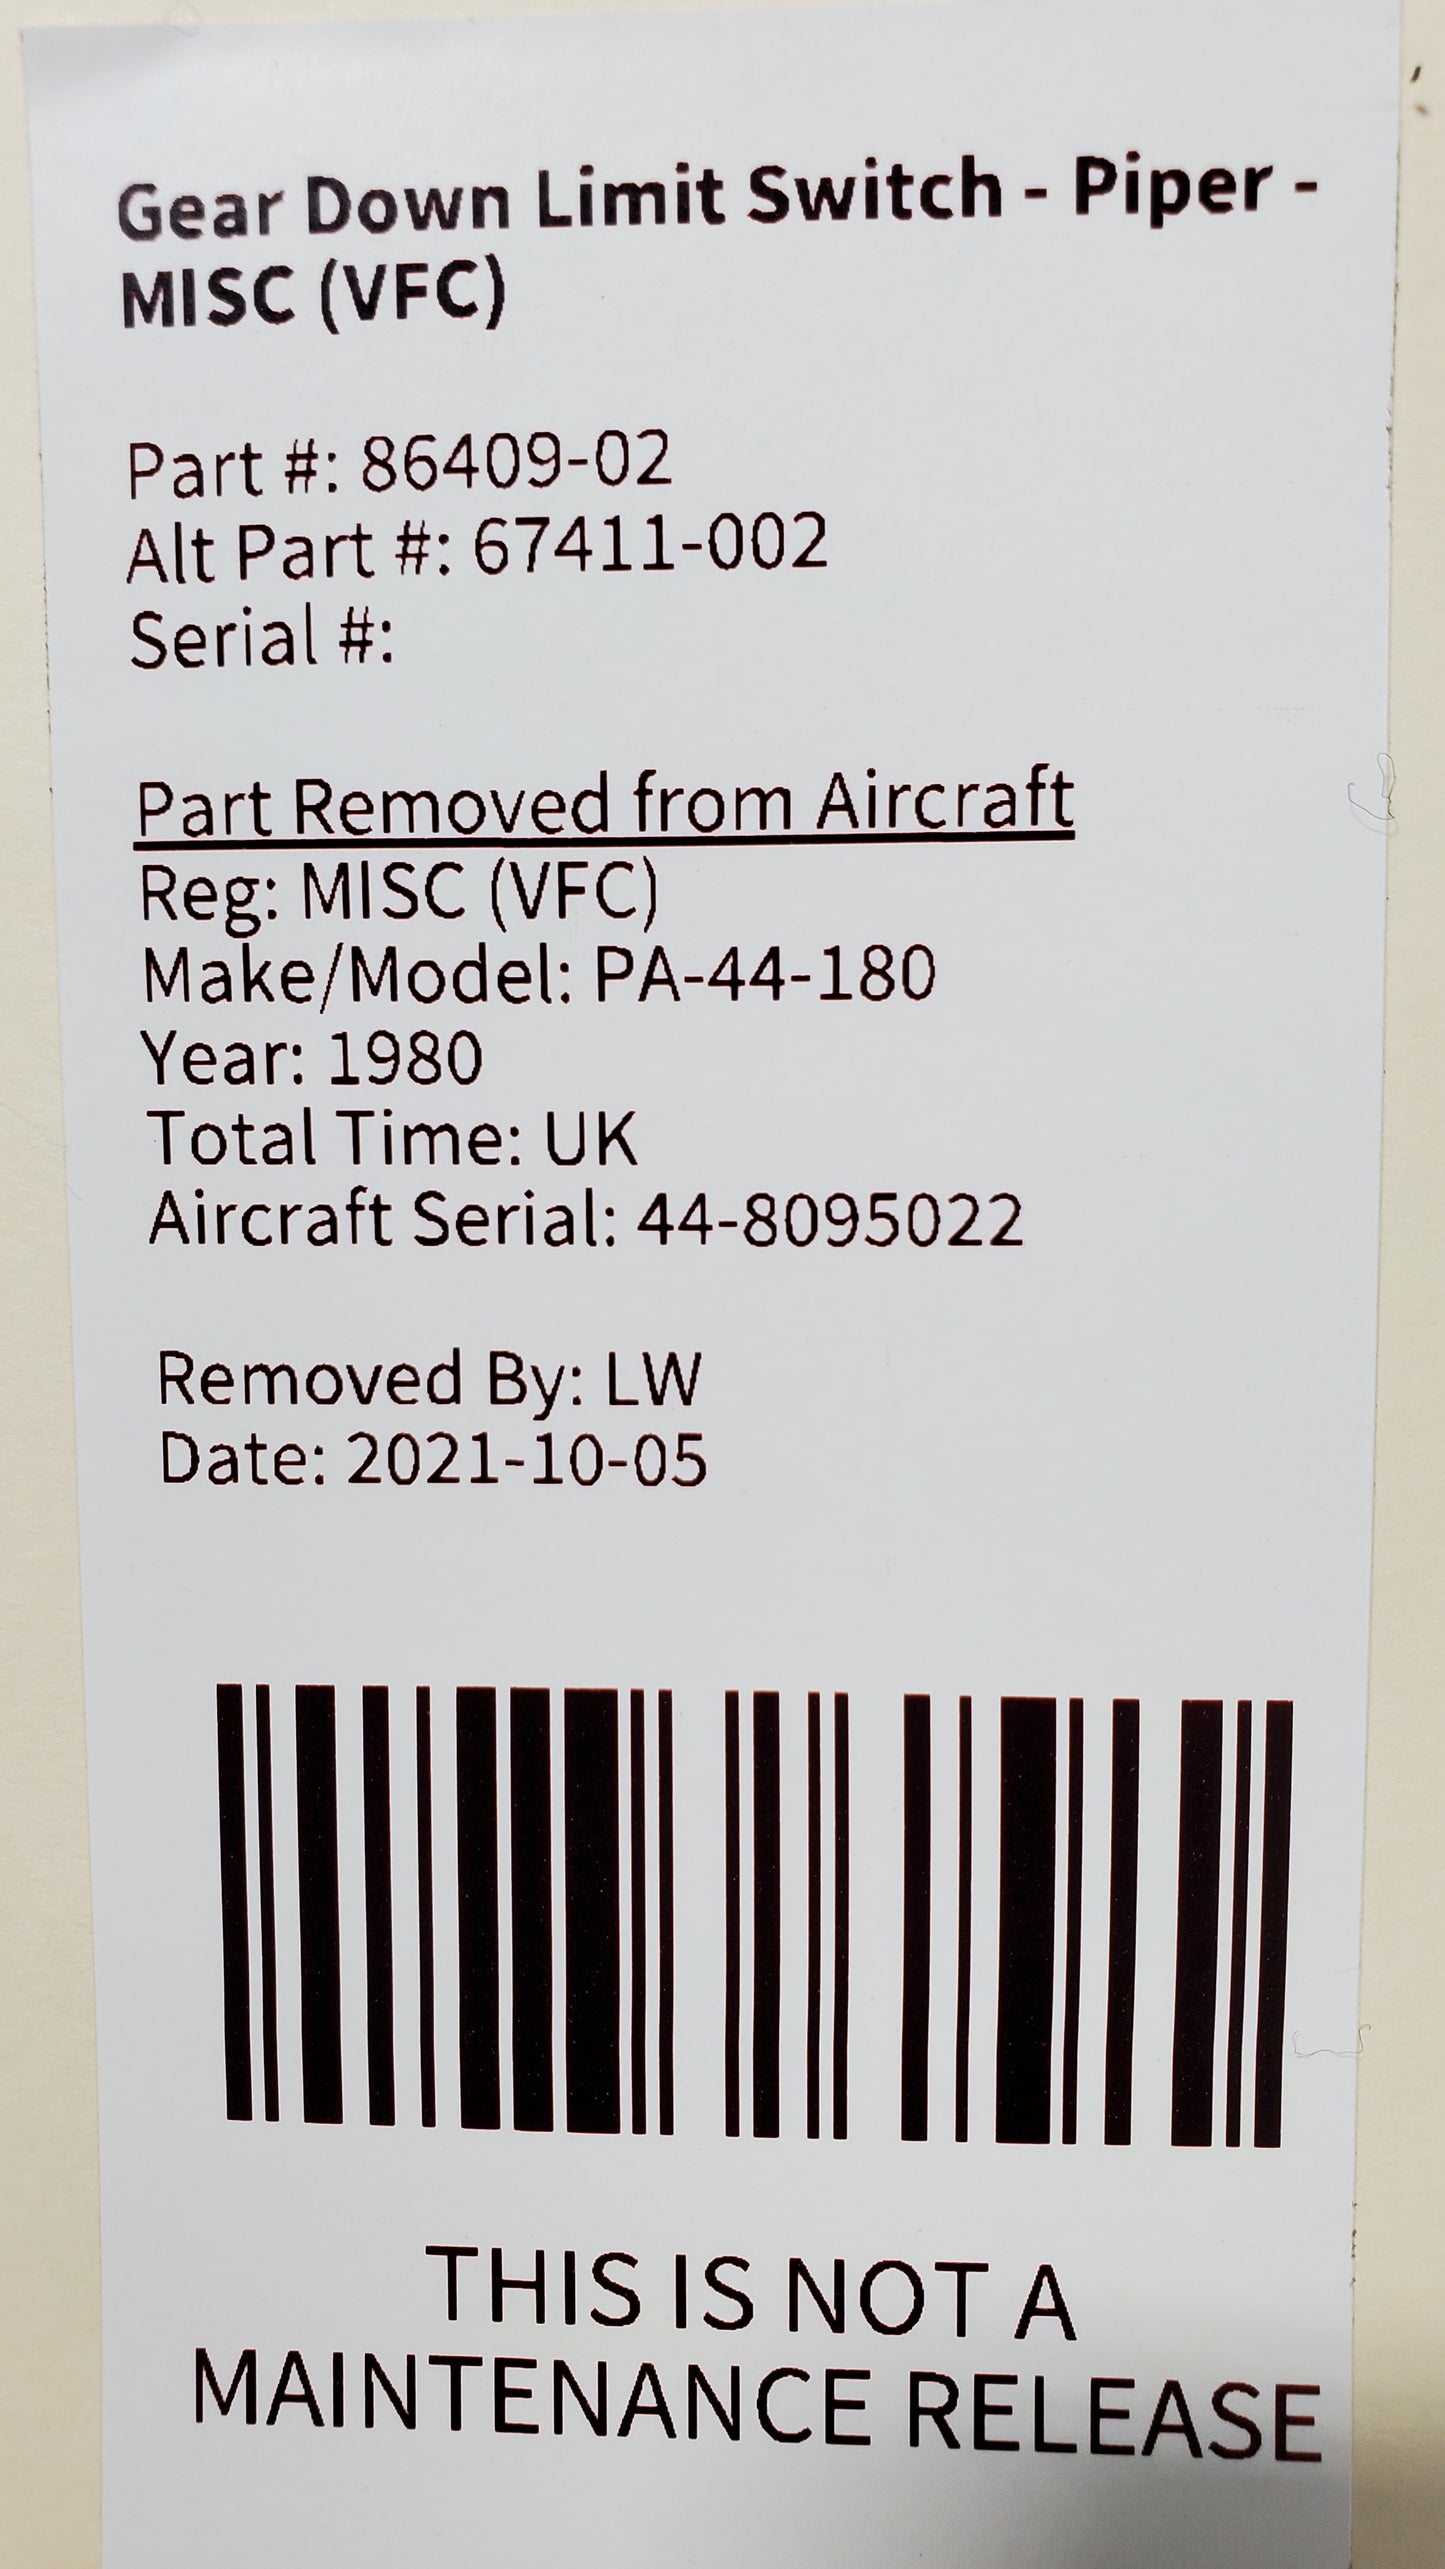 Gear Down Limit Switch - Piper -
MISC (VFC)
Part #: 86409-02
Alt Part #: 67411-002
Serial #:
Part Removed from Aircraft
Reg: MISC (VFC)
Make/Model: PA-44-180
Year: 1980
Total Time: UK
Aircraft Serial: 44-8095022
Removed By: LW
Date: 2021-10-05
THIS IS NOT A
MAINTENANCE RELEASE